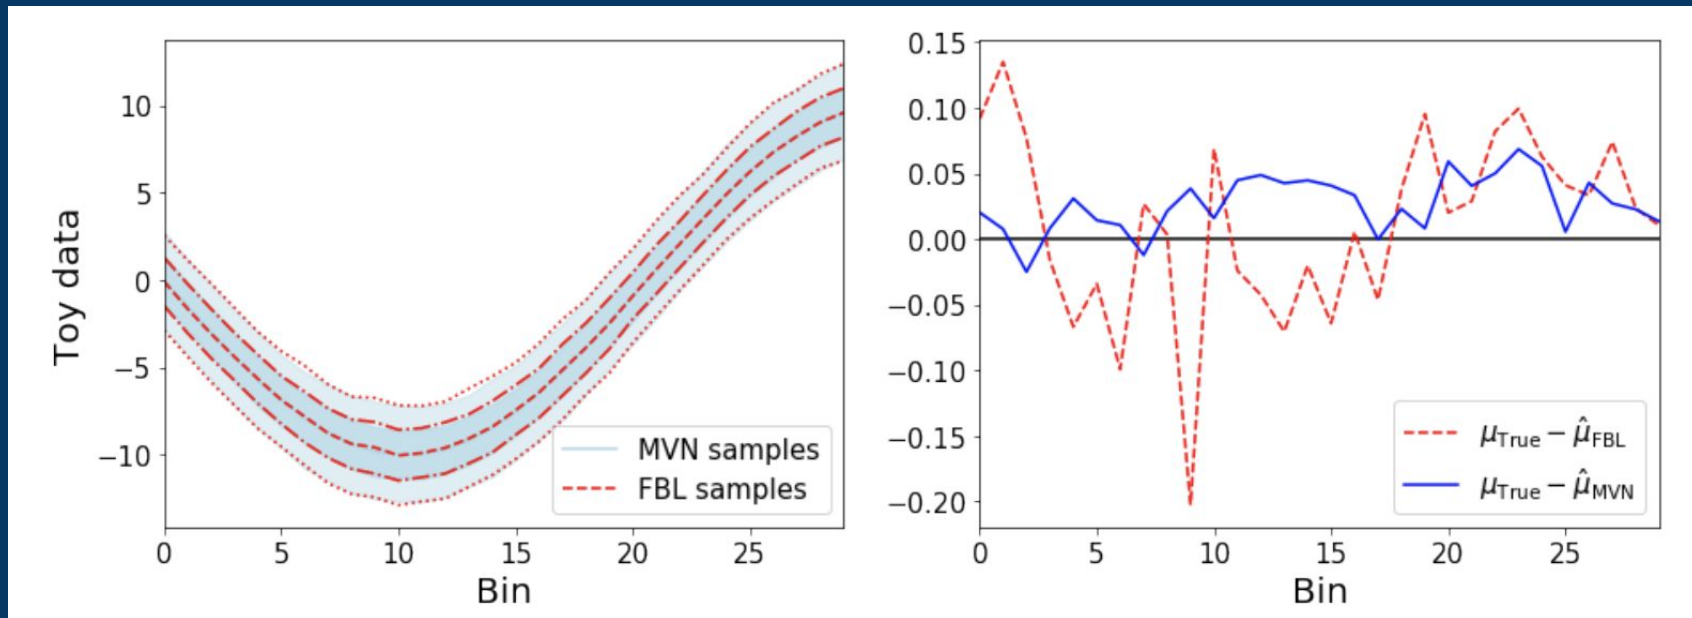 Toy data
10
5
0
−5
−10
0 5 10 15 20 25
Bin
MVN samples
FBL samples
0.15
0.10
0.05
0.00
−0.05
−0.10
−0.15
−0.20
0 5 10 15 20 25
Bin
μTrue − μ̂FBL
μTrue − μ̂MVN